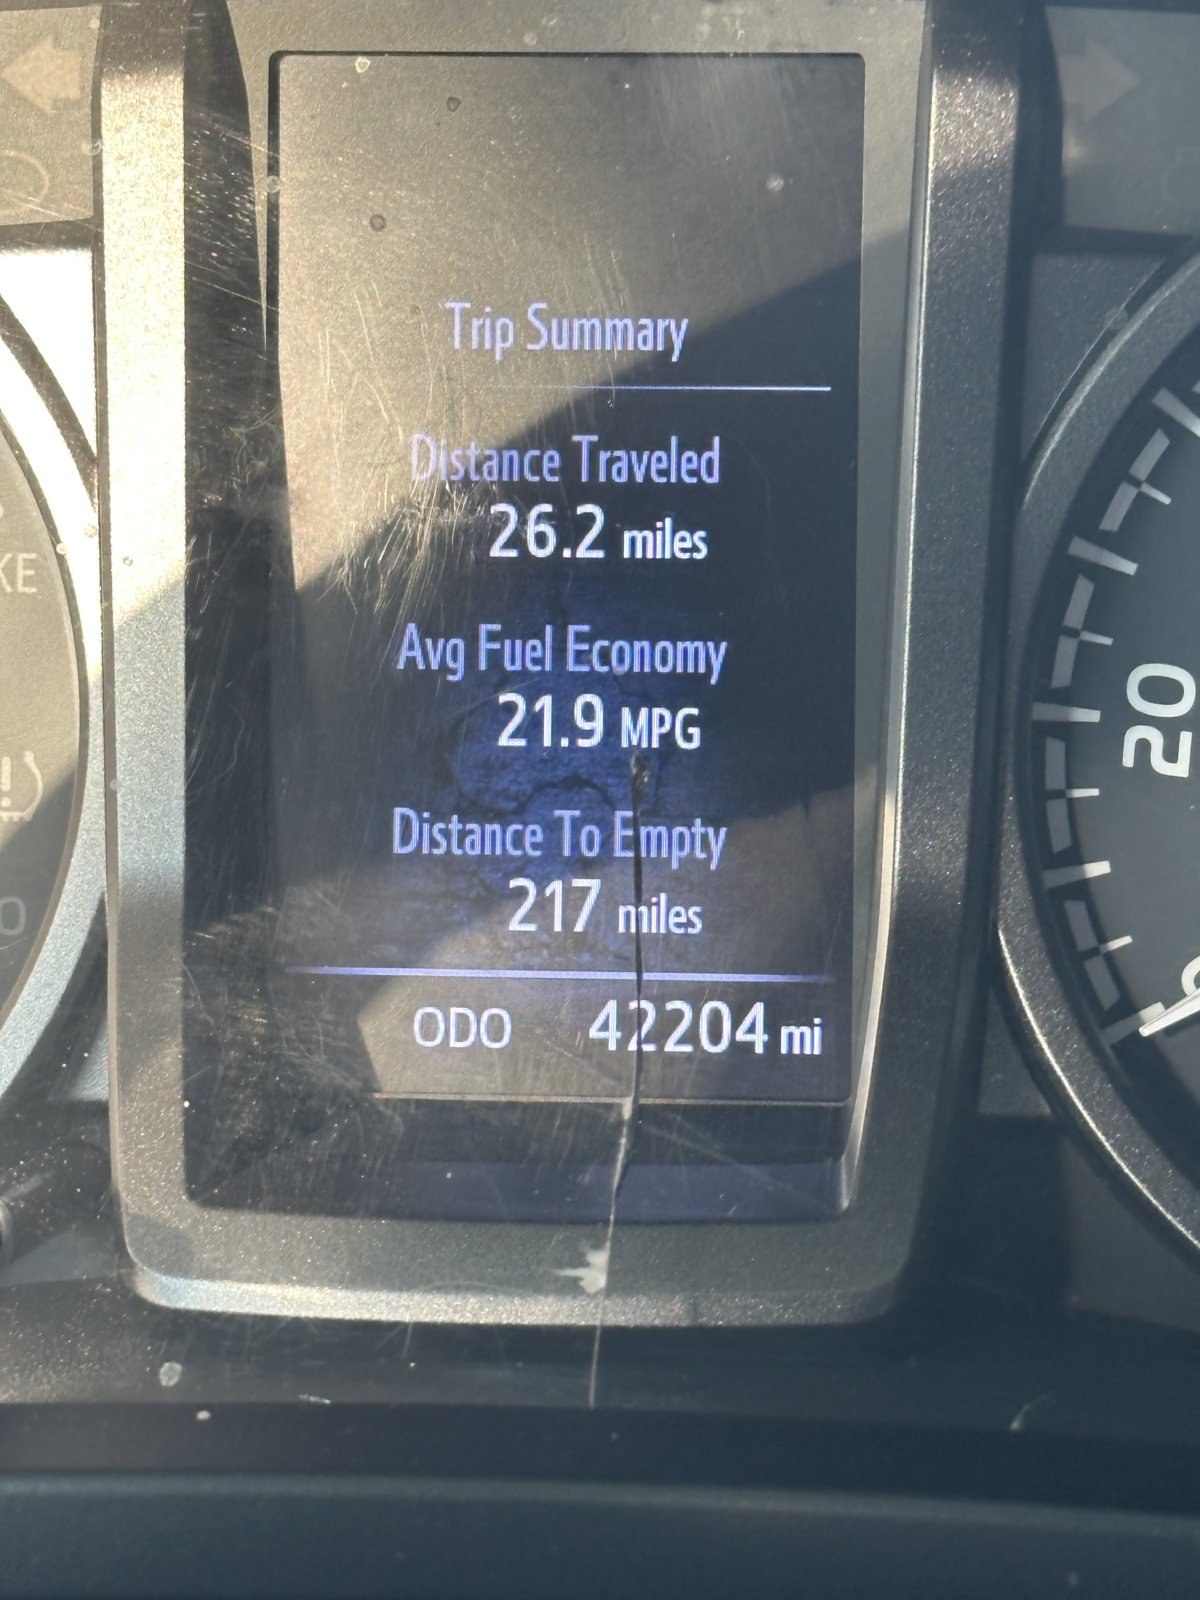 Trip Summary
Distance Traveled
26.2 miles
Avg Fuel Economy
21.9 MPG
Distance To Empty
217 miles
ODO 42204 mi
20